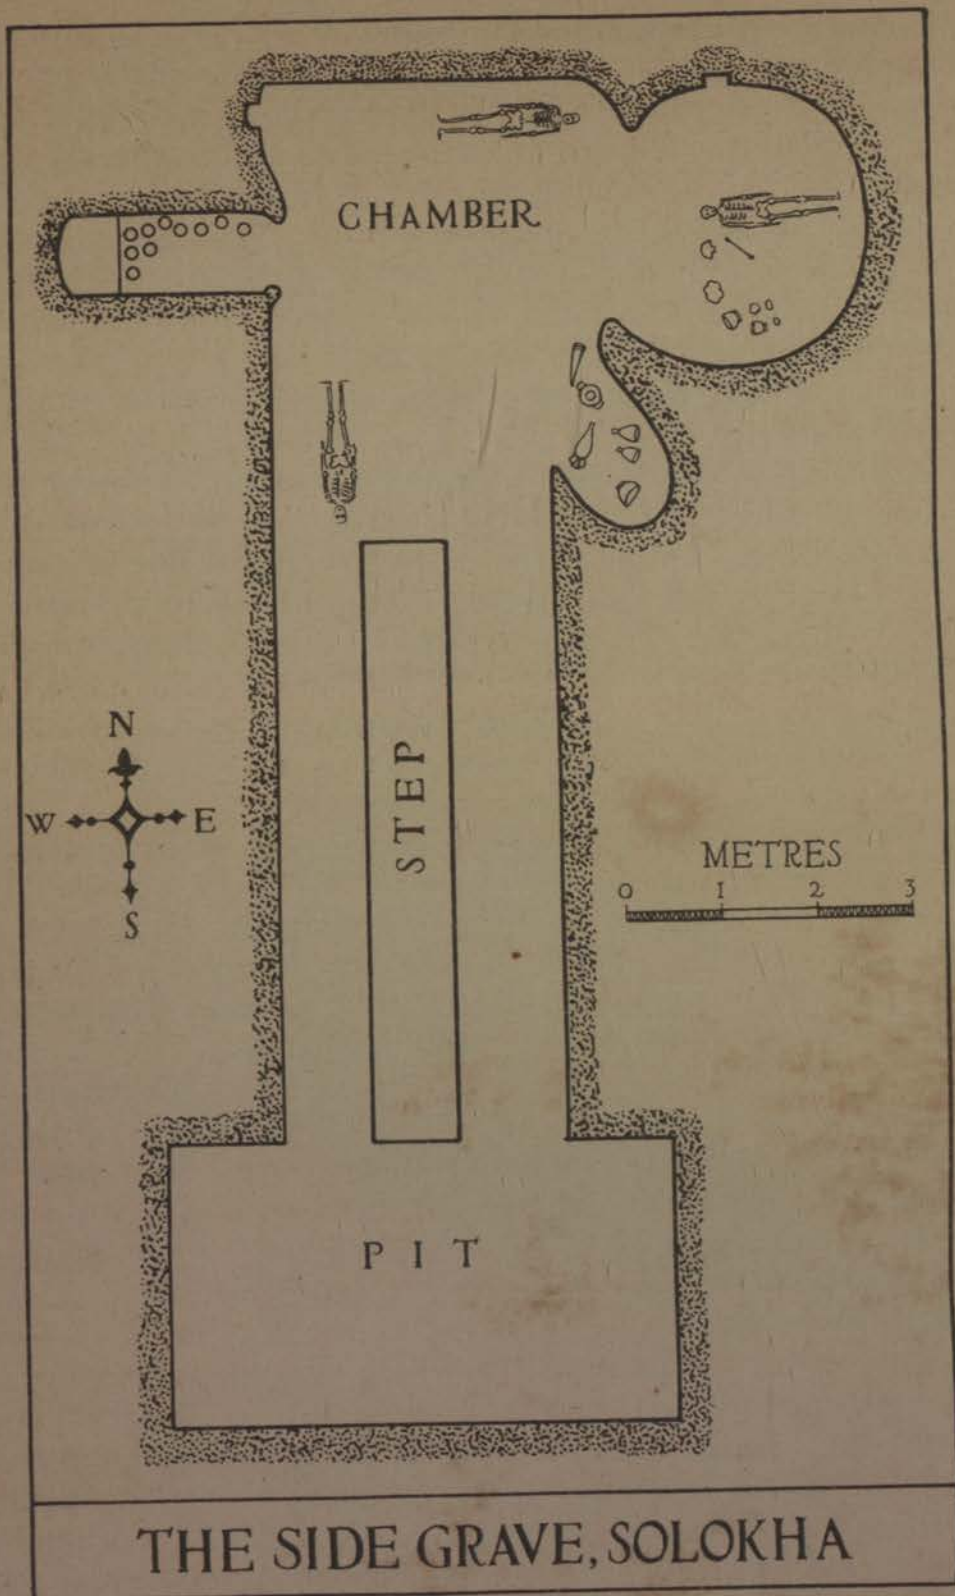 CHAMBER
N
W E
S
STEP
METRES
0 1 2 3
PIT
THE SIDE GRAVE, SOLOKHA